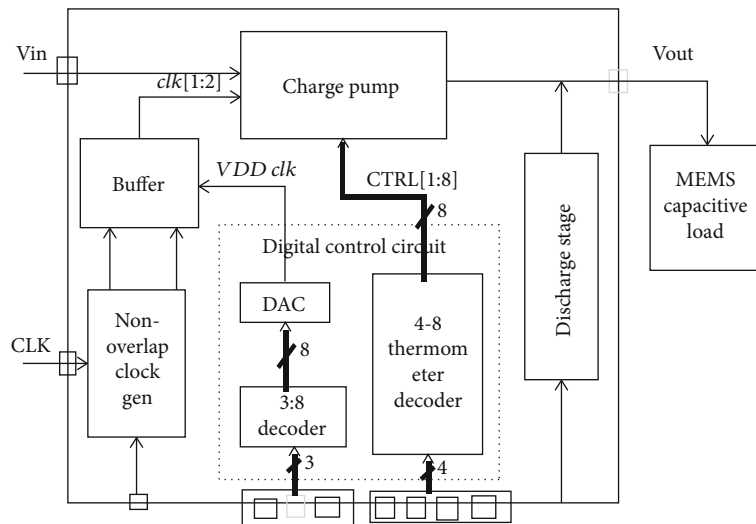 Vin
clk[1:2]
Charge pump
Vout
Buffer
VDD clk
CTRL[1:8]
8
MEMS
capacitive
load
Digital control circuit
Discharge stage
CLK
Non-
overlap
clock
gen
DAC
8
3:8
decoder
3
4-8
thermom
eter
decoder
4